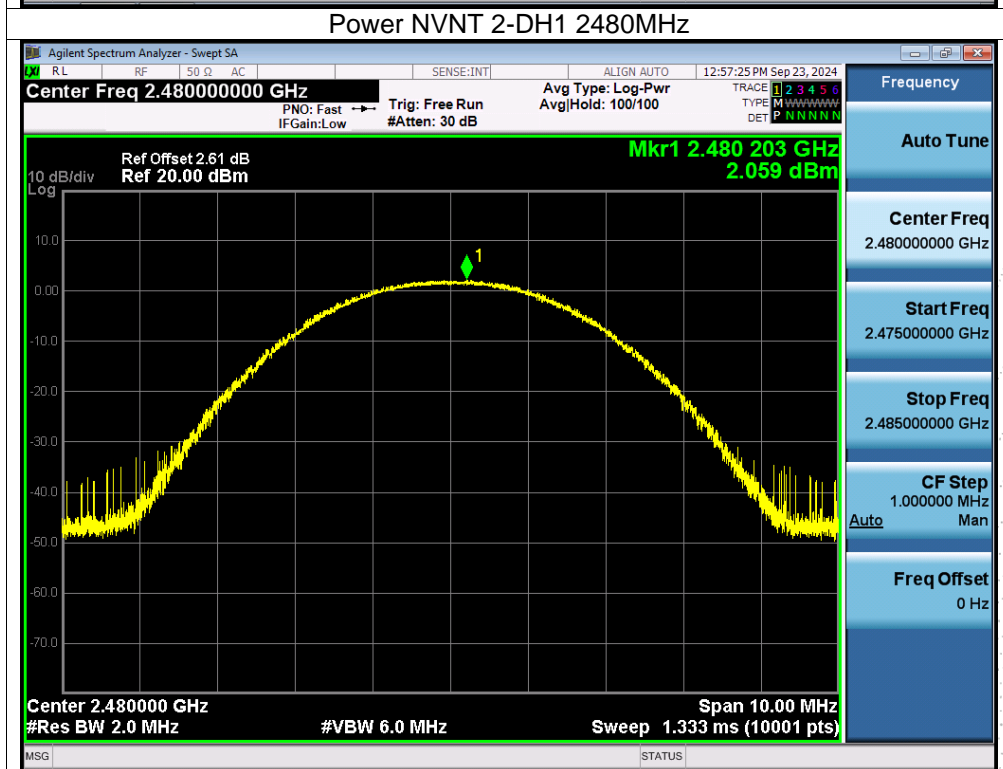 Power NVNT 2-DH1 2480MHz
Agilent Spectrum Analyzer - Swept SA
LXI RL RF 50 Ω AC SENSE:INT ALIGN AUTO 12:57:25 PM Sep 23, 2024
Center Freq 2.480000000 GHz
PNO: Fast
IFGain:Low
Trig: Free Run
#Atten: 30 dB
Avg Type: Log-Pwr
Avg|Hold: 100/100
TRACE 1 2 3 4 5 6
TYPE M WWWWW
DET P N N N N N
Ref Offset 2.61 dB
Ref 20.00 dBm
10 dB/div
Log
Mkr1 2.480 203 GHz
2.059 dBm
1
10.0
0.00
-10.0
-20.0
-30.0
-40.0
-50.0
-60.0
-70.0
Center 2.480000 GHz
Span 10.00 MHz
#Res BW 2.0 MHz
#VBW 6.0 MHz
Sweep 1.333 ms (10001 pts)
MSG
STATUS
Frequency
Auto Tune
Center Freq
2.480000000 GHz
Start Freq
2.475000000 GHz
Stop Freq
2.485000000 GHz
CF Step
1.000000 MHz
Auto Man
Freq Offset
0 Hz